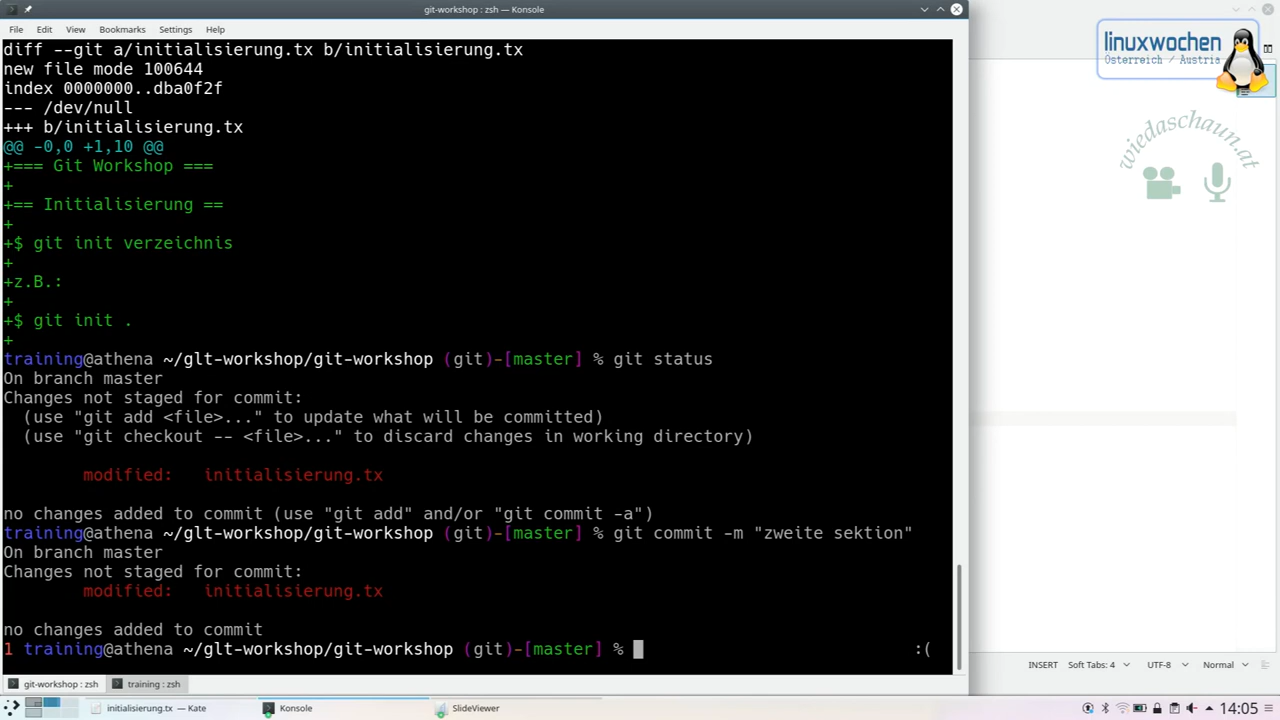 git-workshop : zsh — Konsole
File Edit View Bookmarks Settings Help
diff --git a/initialisierung.tx b/initialisierung.tx
new file mode 100644
index 0000000..dba0f2f
--- /dev/null
+++ b/initialisierung.tx
@@ -0,0 +1,10 @@
+=== Git Workshop ===
+
+== Initialisierung ==
+
+$ git init verzeichnis
+
+z.B.:
+
+$ git init .
+
training@athena ~/glt-workshop/git-workshop (git)-[master] % git status
On branch master
Changes not staged for commit:
  (use "git add <file>..." to update what will be committed)
  (use "git checkout -- <file>..." to discard changes in working directory)
        modified:   initialisierung.tx
no changes added to commit (use "git add" and/or "git commit -a")
training@athena ~/glt-workshop/git-workshop (git)-[master] % git commit -m "zweite sektion"
On branch master
Changes not staged for commit:
        modified:   initialisierung.tx
no changes added to commit
1 training@athena ~/glt-workshop/git-workshop (git)-[master] % :(
git-workshop : zsh training : zsh
linuxwochen
Österreich / Austria
wiedaschaun.at
INSERT Soft Tabs: 4 UTF-8 Normal
initialisierung.tx — Kate Konsole SlideViewer 14:05